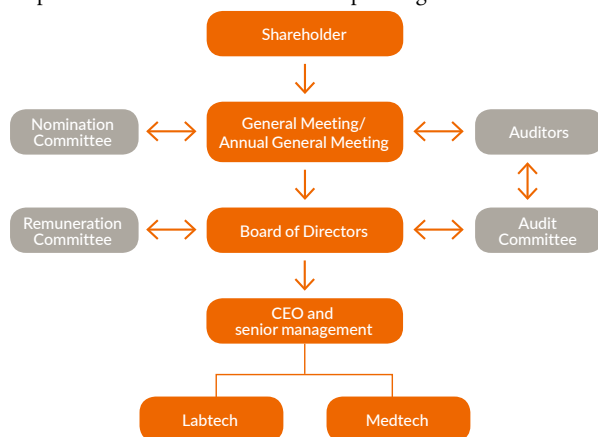 Shareholder
Nomination
Committee
General Meeting/
Annual General Meeting
Auditors
Remuneration
Committee
Board of Directors
Audit
Committee
CEO and
senior management
Labtech
Medtech